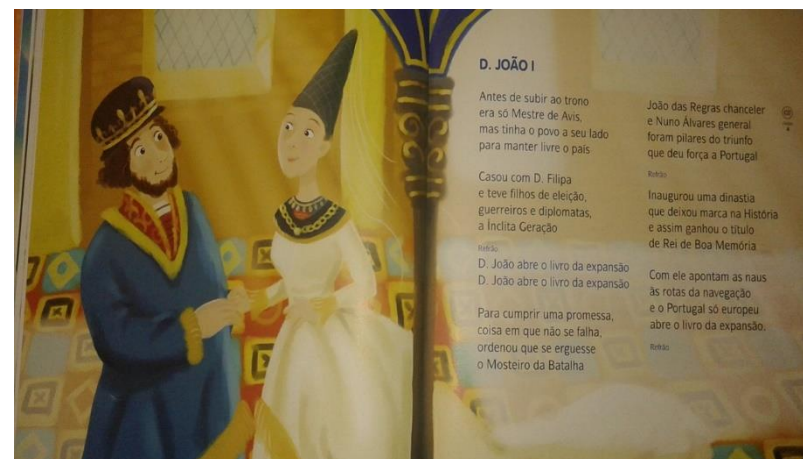 D. JOÃO I
Antes de subir ao trono
era só Mestre de Avis,
mas tinha o povo a seu lado
para manter livre o país
Casou com D. Filipa
e teve filhos de eleição,
guerreiros e diplomatas,
a Ínclita Geração
Refrão
D. João abre o livro da expansão
D. João abre o livro da expansão
Para cumprir uma promessa,
coisa em que não se falha,
ordenou que se erguesse
o Mosteiro da Batalha
João das Regras chanceler
e Nuno Álvares general
foram pilares do triunfo
que deu força a Portugal
Refrão
Inaugurou uma dinastia
que deixou marca na História
e assim ganhou o título
de Rei de Boa Memória
Com ele apontam as naus
às rotas da navegação
e o Portugal só europeu
abre o livro da expansão.
Refrão